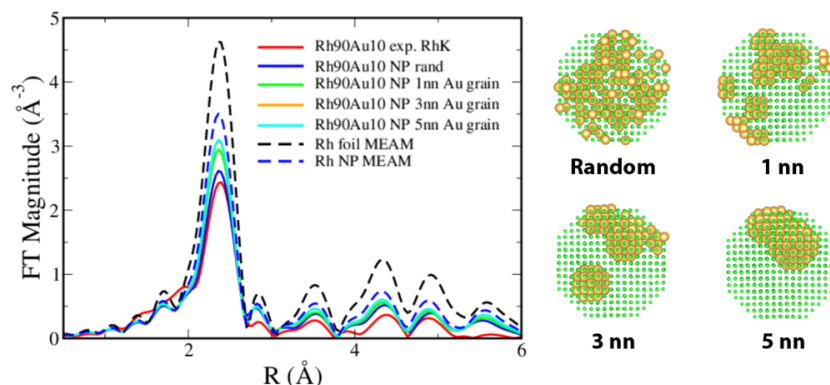 5
4
3
2
1
0
FT Magnitude (Å⁻³)
Rh90Au10 exp. RhK
Rh90Au10 NP rand
Rh90Au10 NP 1nn Au grain
Rh90Au10 NP 3nn Au grain
Rh90Au10 NP 5nn Au grain
Rh foil MEAM
Rh NP MEAM
2
4
6
R (Å)
Random
1 nn
3 nn
5 nn